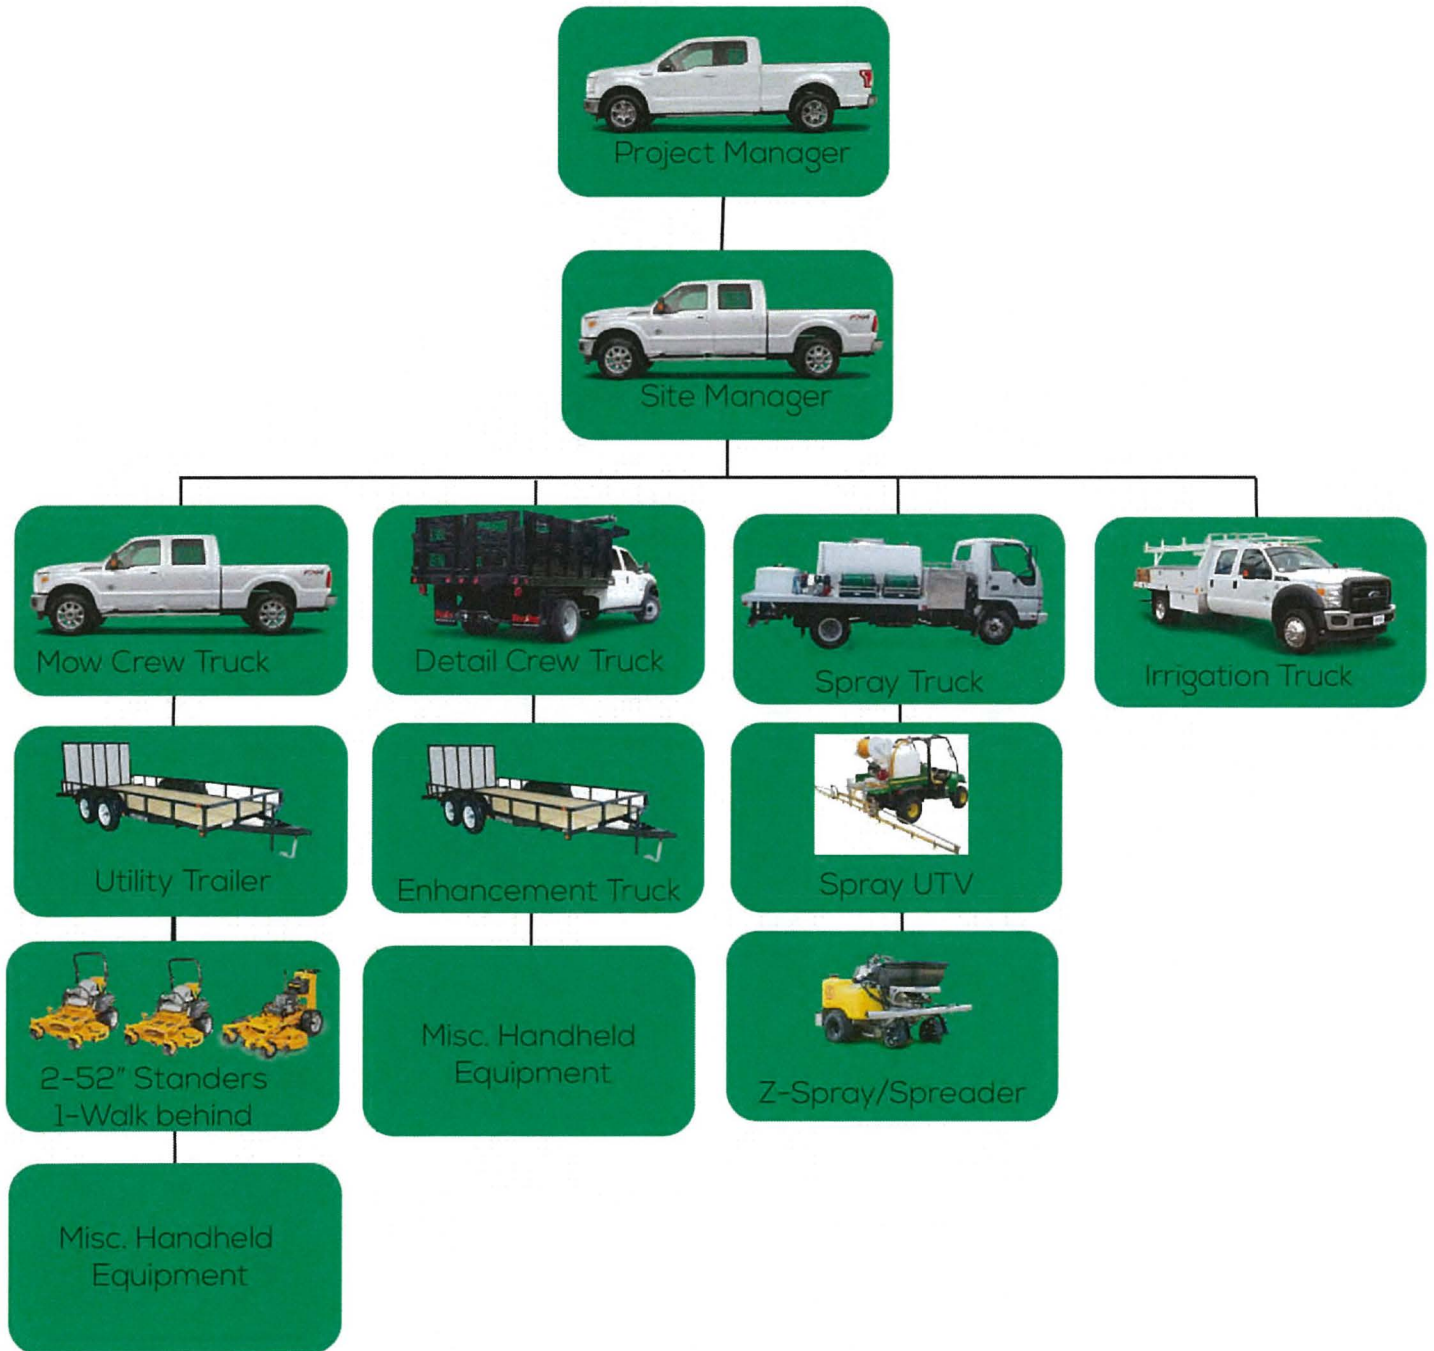 Project Manager
Site Manager
Mow Crew Truck
Detail Crew Truck
Spray Truck
Irrigation Truck
Utility Trailer
Enhancement Truck
Spray UTV
2-52" Standers
1-Walk behind
Misc. Handheld
Equipment
Z-Spray/Spreader
Misc. Handheld
Equipment